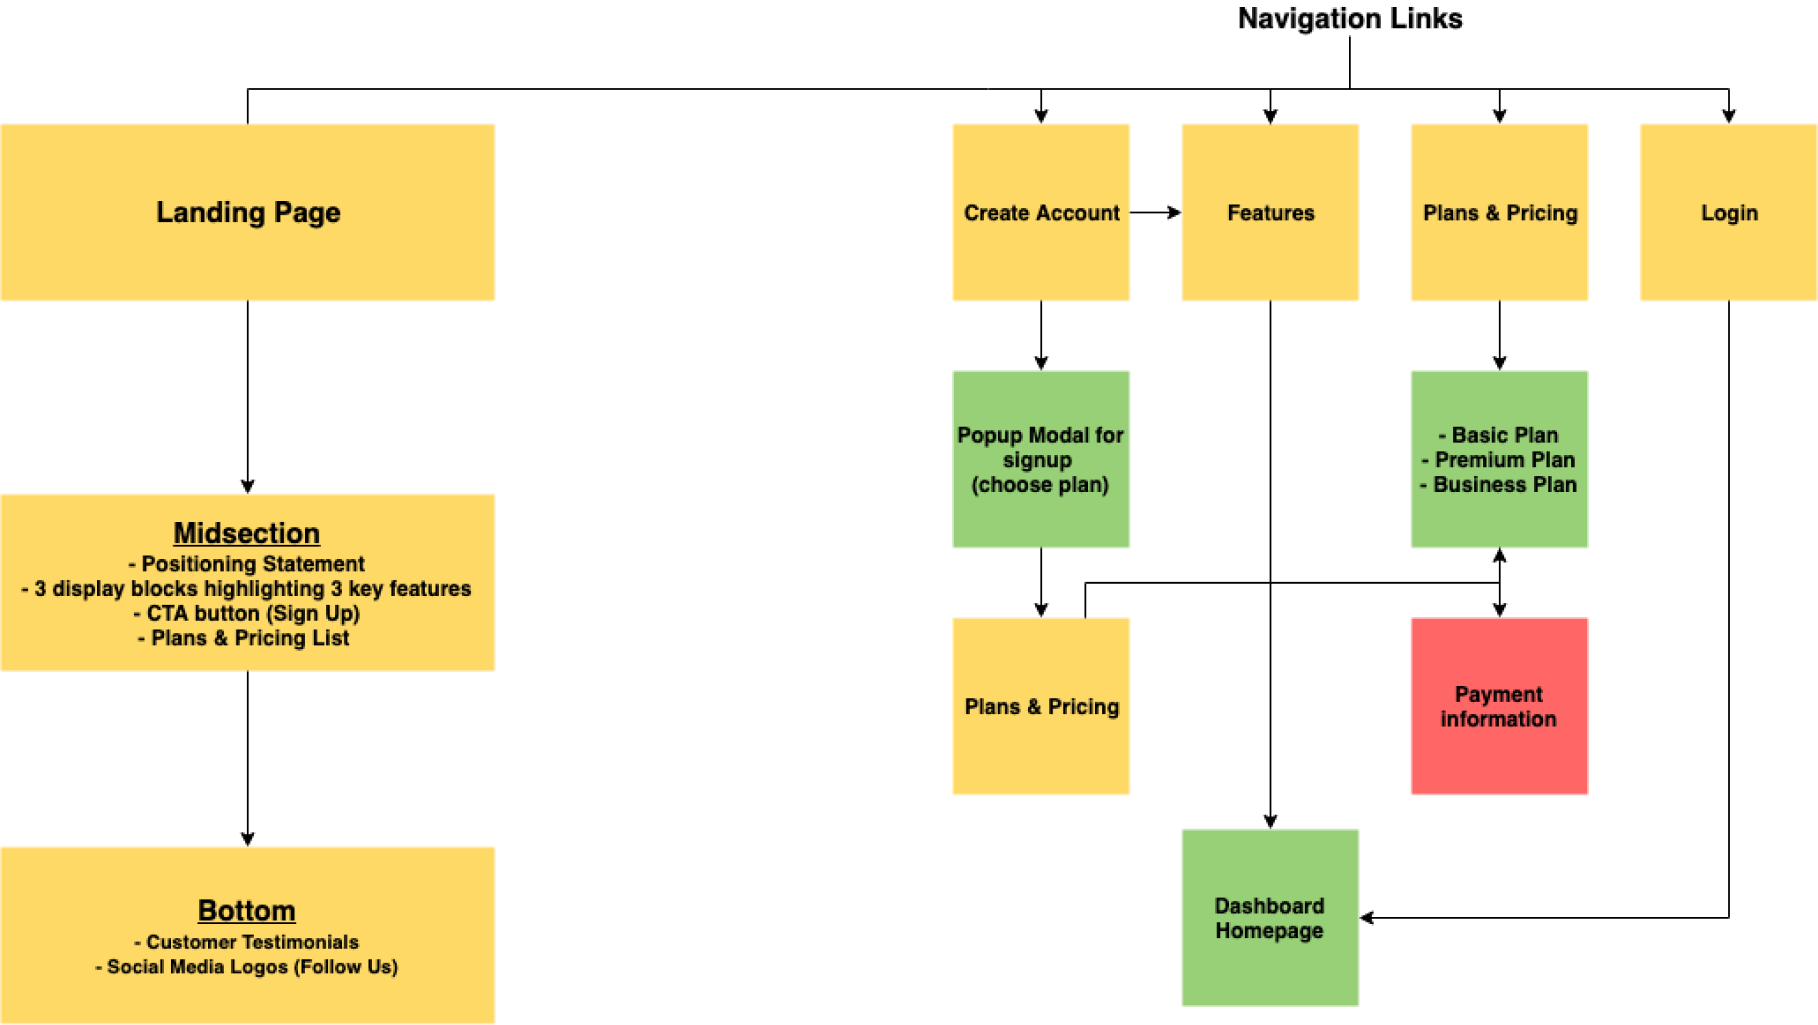 Navigation Links
Landing Page
Create Account
Features
Plans & Pricing
Login
Popup Modal for
signup
(choose plan)
- Basic Plan
- Premium Plan
- Business Plan
Midsection
- Positioning Statement
- 3 display blocks highlighting 3 key features
- CTA button (Sign Up)
- Plans & Pricing List
Plans & Pricing
Payment
information
Bottom
- Customer Testimonials
- Social Media Logos (Follow Us)
Dashboard
Homepage